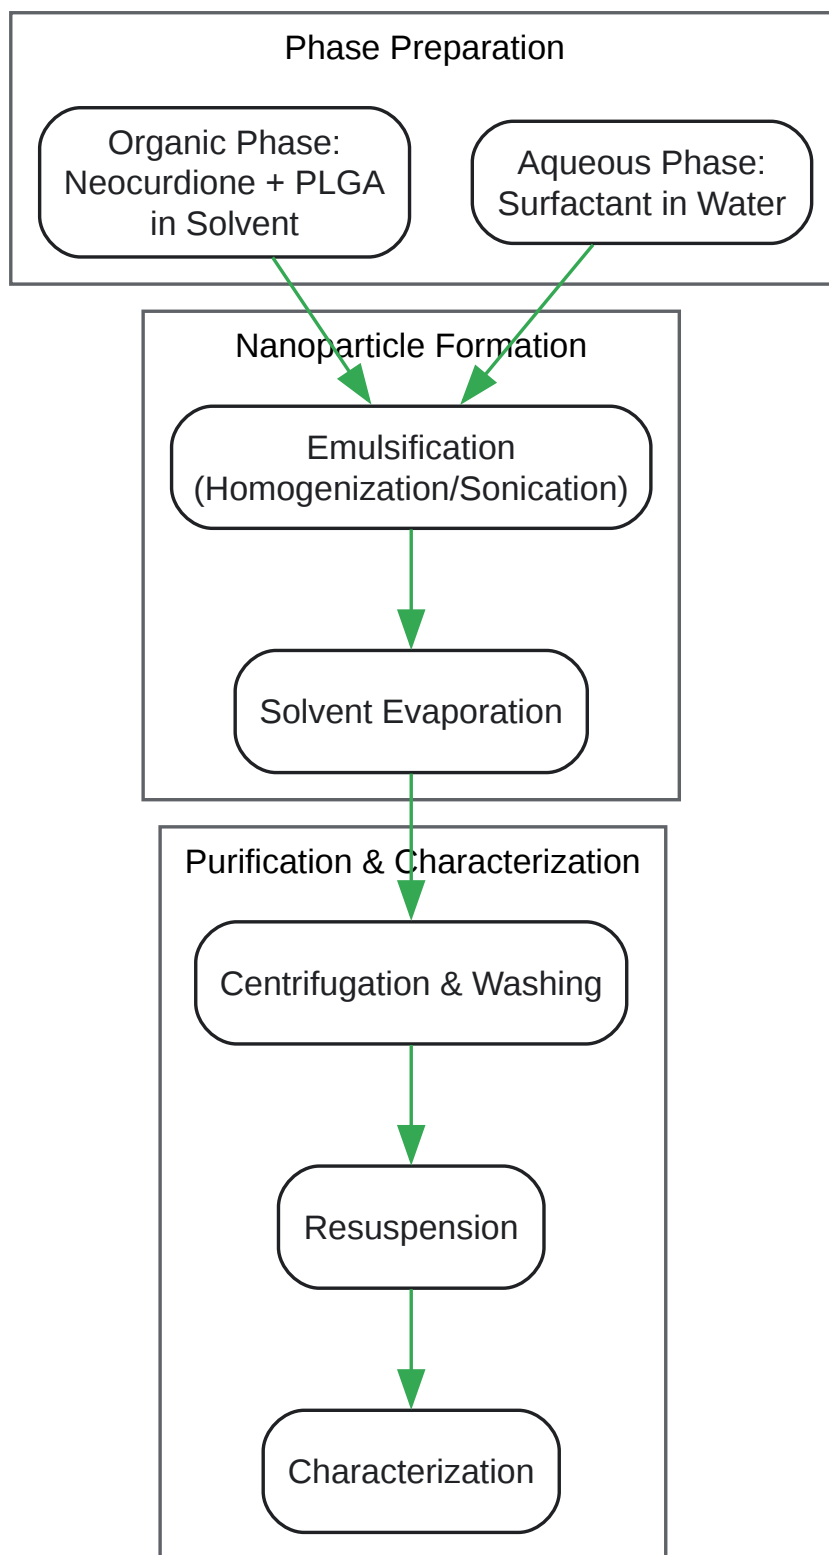 Phase Preparation
Organic Phase:
Neocurdione + PLGA
in Solvent
Aqueous Phase:
Surfactant in Water
Nanoparticle Formation
Emulsification
(Homogenization/Sonication)
Solvent Evaporation
Purification & Characterization
Centrifugation & Washing
Resuspension
Characterization